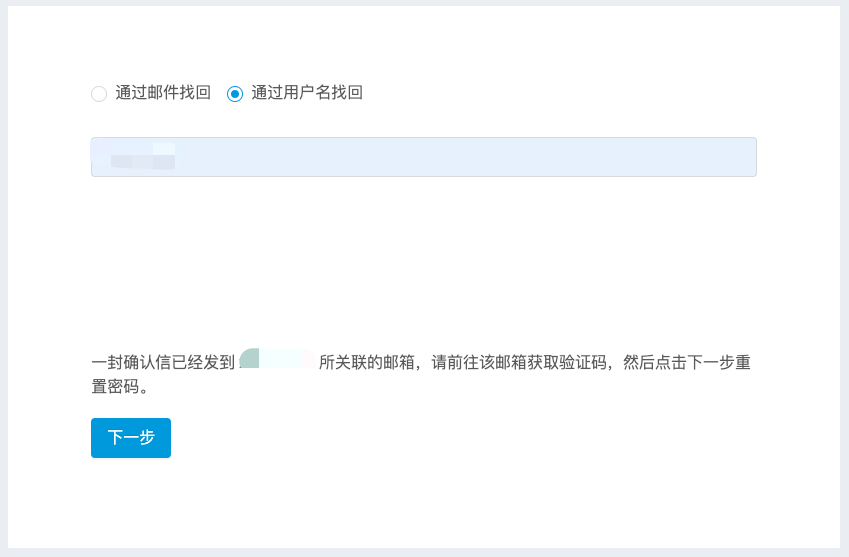 通过邮件找回 通过用户名找回
一封确认信已经发到 所关联的邮箱，请前往该邮箱获取验证码，然后点击下一步重
置密码。
下一步